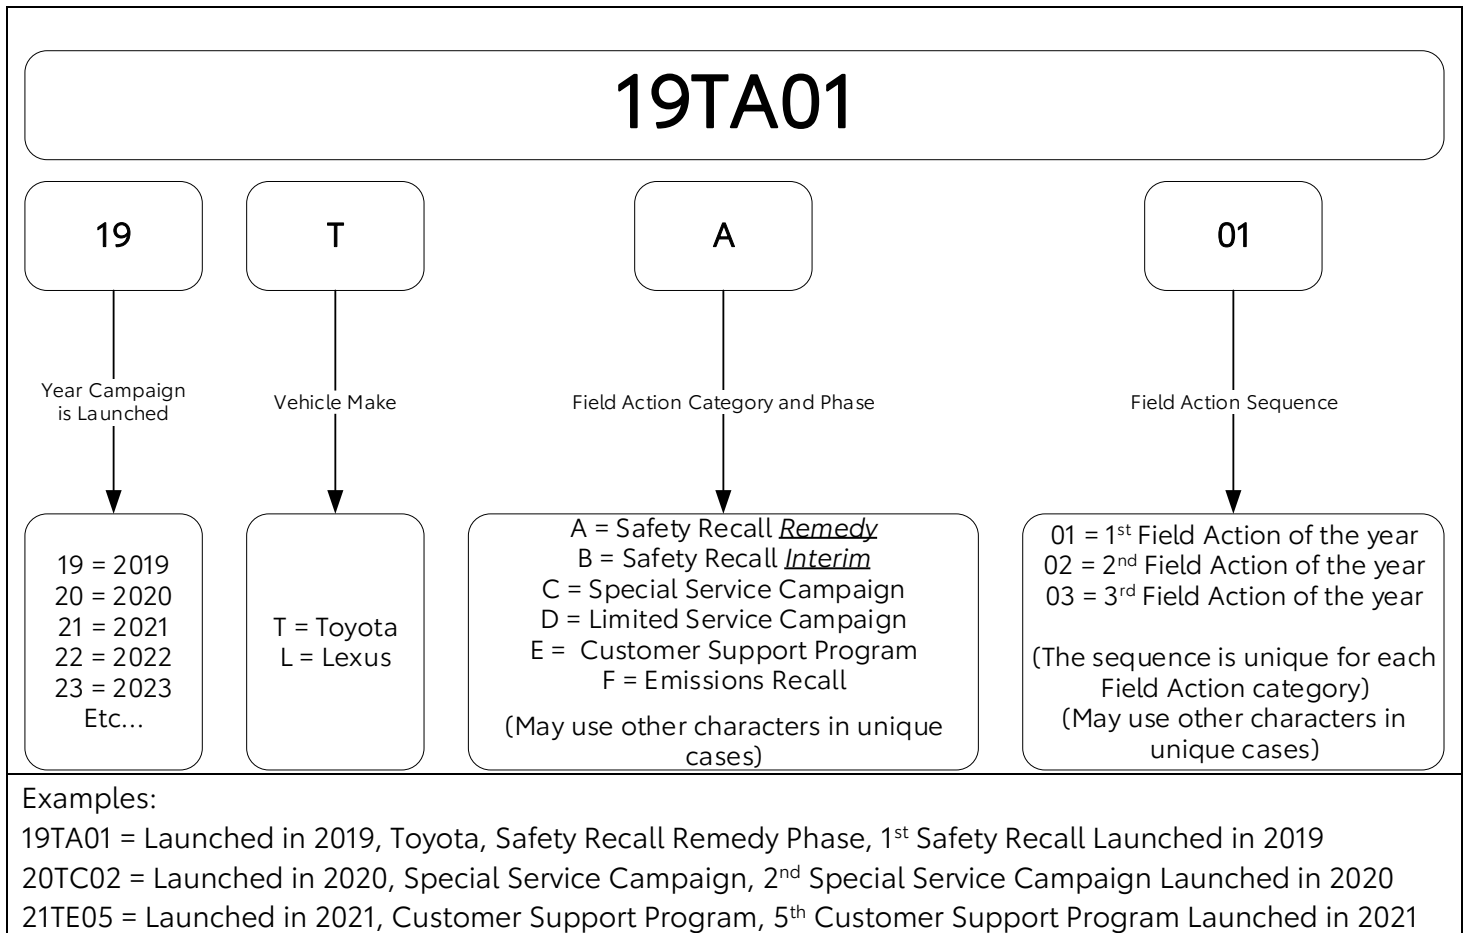 19TA01
19
T
A
01
Year Campaign
is Launched
Vehicle Make
Field Action Category and Phase
Field Action Sequence
19 = 2019
20 = 2020
21 = 2021
22 = 2022
23 = 2023
Etc...
T = Toyota
L = Lexus
A = Safety Recall Remedy
B = Safety Recall Interim
C = Special Service Campaign
D = Limited Service Campaign
E = Customer Support Program
F = Emissions Recall
(May use other characters in unique
cases)
01 = 1st Field Action of the year
02 = 2nd Field Action of the year
03 = 3rd Field Action of the year
(The sequence is unique for each
Field Action category)
(May use other characters in
unique cases)
Examples:
19TA01 = Launched in 2019, Toyota, Safety Recall Remedy Phase, 1st Safety Recall Launched in 2019
20TC02 = Launched in 2020, Special Service Campaign, 2nd Special Service Campaign Launched in 2020
21TE05 = Launched in 2021, Customer Support Program, 5th Customer Support Program Launched in 2021